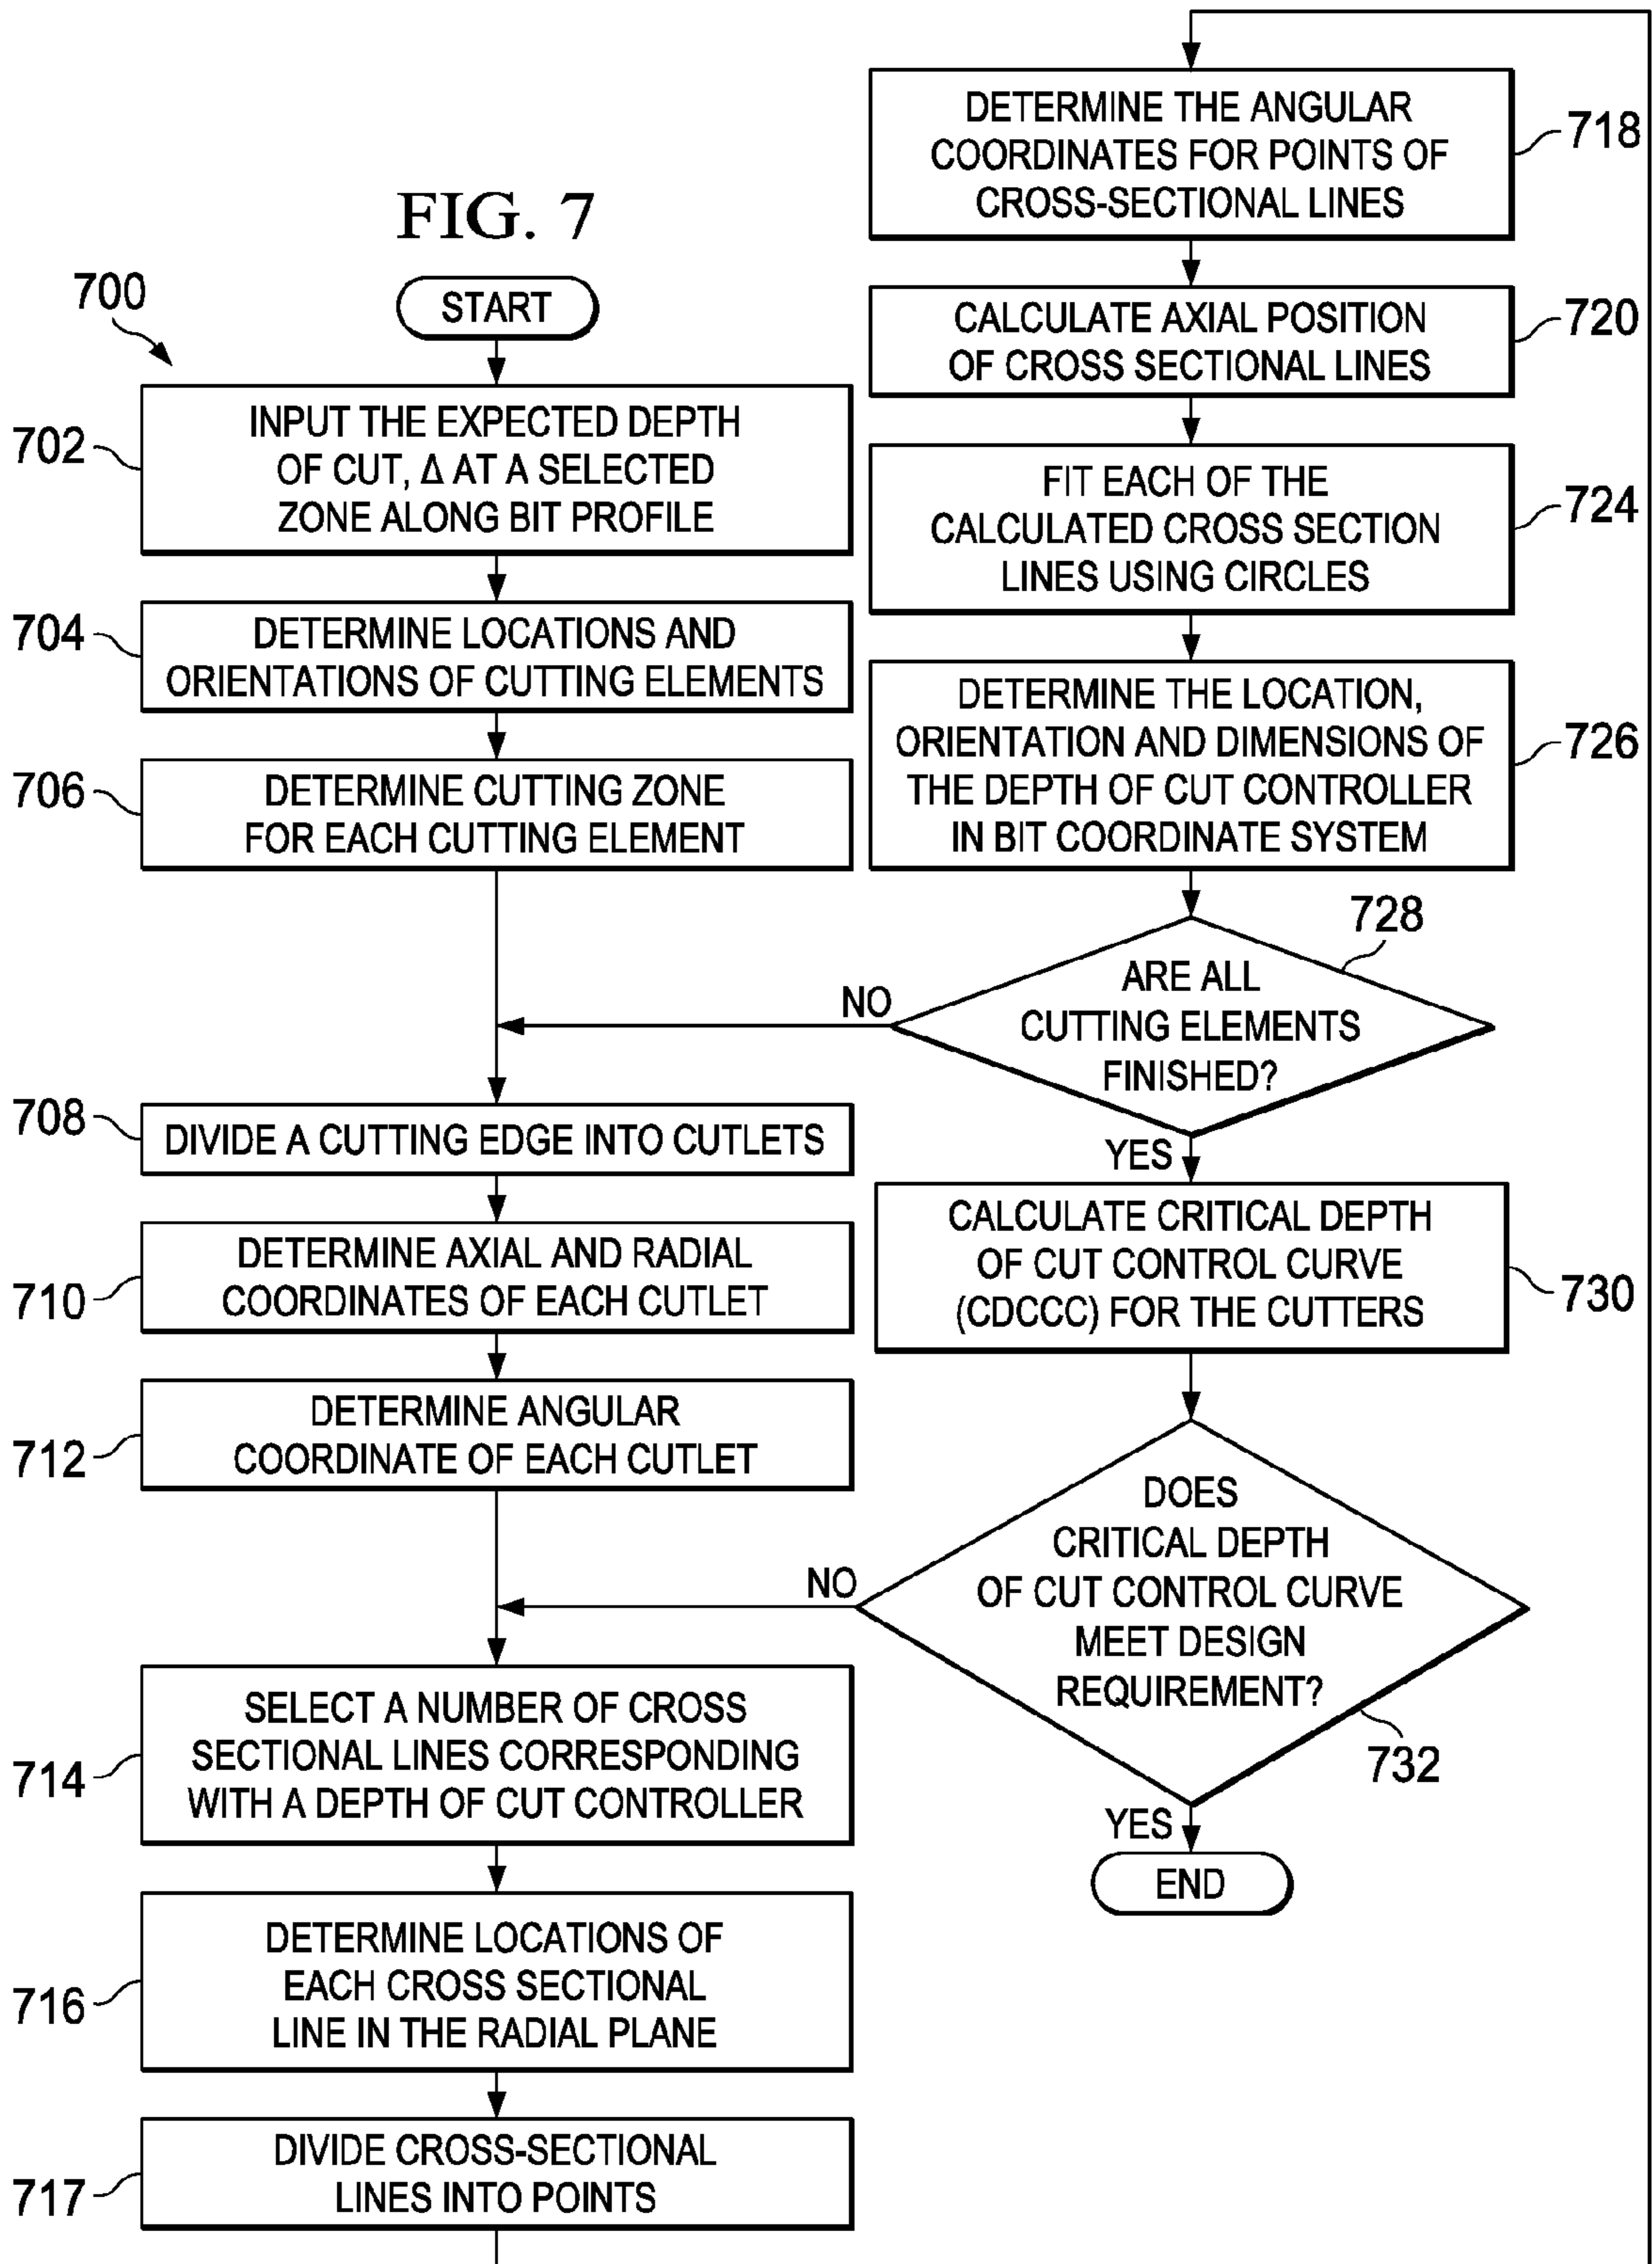 FIG. 7
700
START
702
INPUT THE EXPECTED DEPTH
OF CUT, Δ AT A SELECTED
ZONE ALONG BIT PROFILE
704
DETERMINE LOCATIONS AND
ORIENTATIONS OF CUTTING ELEMENTS
706
DETERMINE CUTTING ZONE
FOR EACH CUTTING ELEMENT
708
DIVIDE A CUTTING EDGE INTO CUTLETS
710
DETERMINE AXIAL AND RADIAL
COORDINATES OF EACH CUTLET
712
DETERMINE ANGULAR
COORDINATE OF EACH CUTLET
714
SELECT A NUMBER OF CROSS
SECTIONAL LINES CORRESPONDING
WITH A DEPTH OF CUT CONTROLLER
716
DETERMINE LOCATIONS OF
EACH CROSS SECTIONAL
LINE IN THE RADIAL PLANE
717
DIVIDE CROSS-SECTIONAL
LINES INTO POINTS
DETERMINE THE ANGULAR
COORDINATES FOR POINTS OF
CROSS-SECTIONAL LINES
718
CALCULATE AXIAL POSITION
OF CROSS SECTIONAL LINES
720
FIT EACH OF THE
CALCULATED CROSS SECTION
LINES USING CIRCLES
724
DETERMINE THE LOCATION,
ORIENTATION AND DIMENSIONS OF
THE DEPTH OF CUT CONTROLLER
IN BIT COORDINATE SYSTEM
726
728
ARE ALL
CUTTING ELEMENTS
FINISHED?
NO
YES
CALCULATE CRITICAL DEPTH
OF CUT CONTROL CURVE
(CDCCC) FOR THE CUTTERS
730
DOES
CRITICAL DEPTH
OF CUT CONTROL CURVE
MEET DESIGN
REQUIREMENT?
NO
732
YES
END